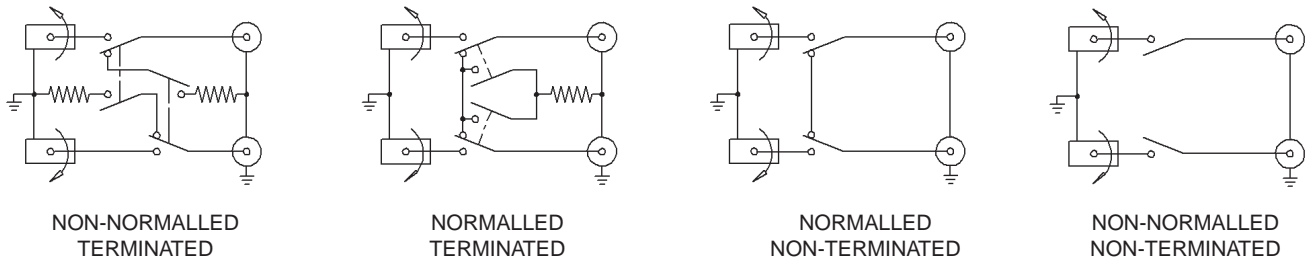 NON-NORMALLED
TERMINATED
NORMALLED
TERMINATED
NORMALLED
NON-TERMINATED
NON-NORMALLED
NON-TERMINATED